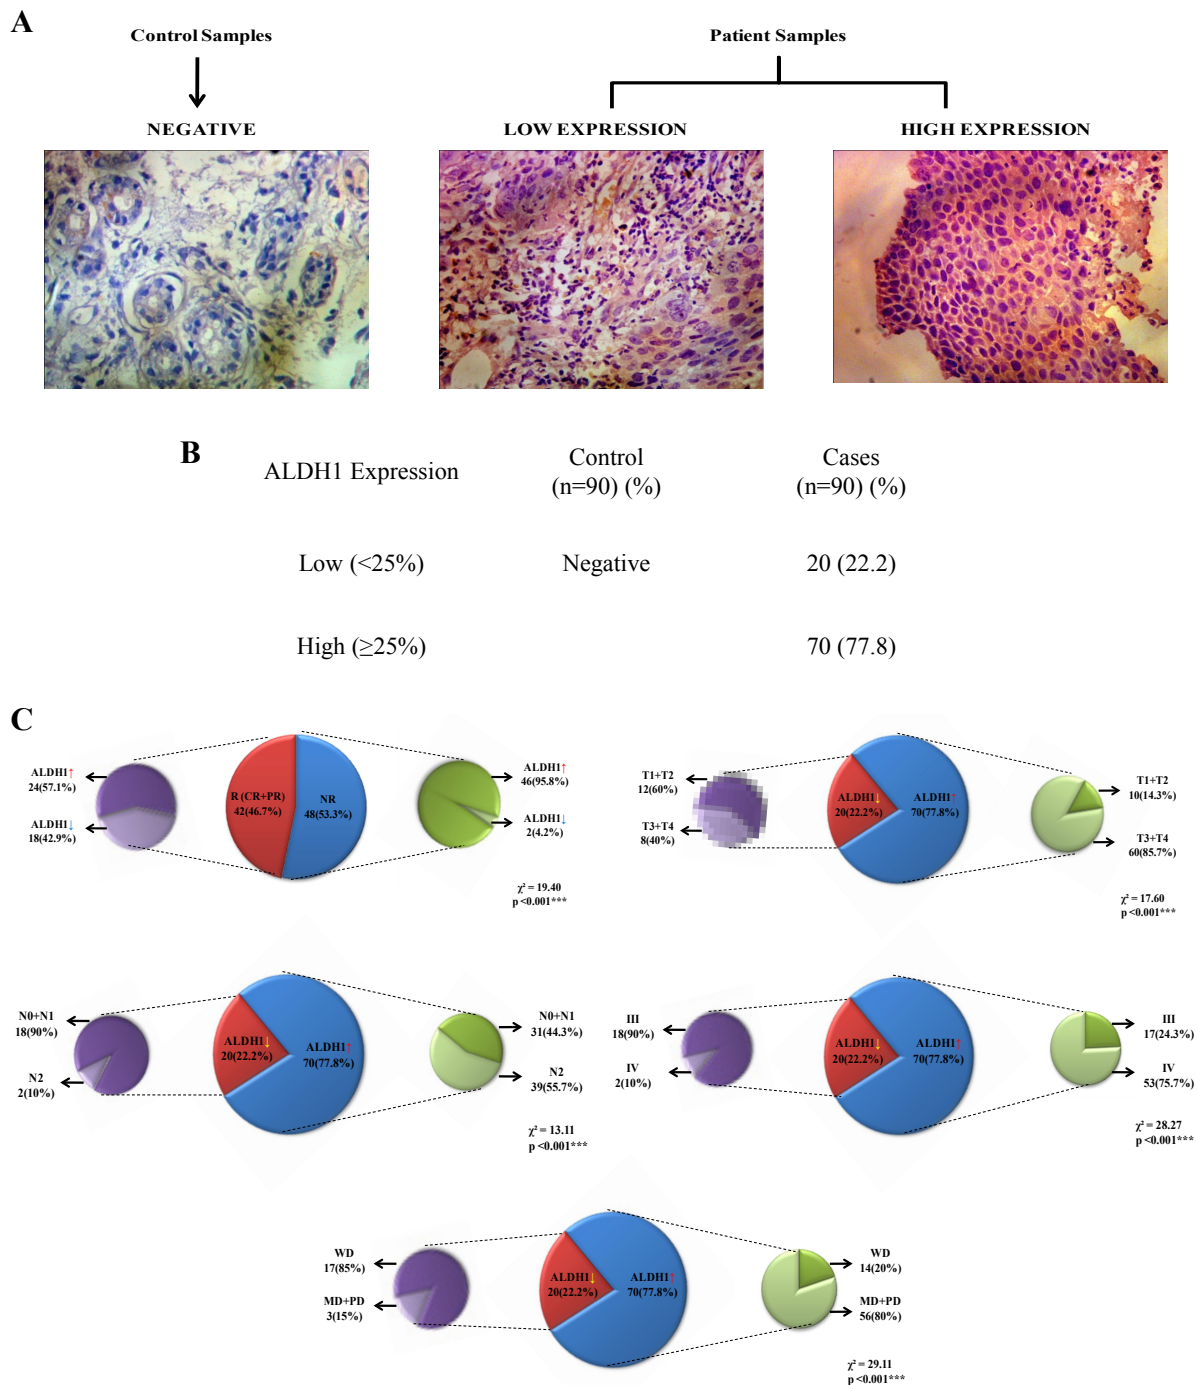 A
Control Samples
Patient Samples
NEGATIVE
LOW EXPRESSION
HIGH EXPRESSION
B
ALDH1 Expression
Control
(n=90) (%)
Cases
(n=90) (%)
Low (<25%)
Negative
20 (22.2)
High (≥25%)
70 (77.8)
C
ALDH1↑
24(57.1%)
ALDH1↓
18(42.9%)
R (CR+PR)
42(46.7%)
NR
48(53.3%)
ALDH1↑
46(95.8%)
ALDH1↓
2(4.2%)
χ² = 19.40
p <0.001***
T1+T2
12(60%)
T3+T4
8(40%)
ALDH1↓
20(22.2%)
ALDH1↑
70(77.8%)
T1+T2
10(14.3%)
T3+T4
60(85.7%)
χ² = 17.60
p <0.001***
N0+N1
18(90%)
N2
2(10%)
ALDH1↓
20(22.2%)
ALDH1↑
70(77.8%)
N0+N1
31(44.3%)
N2
39(55.7%)
χ² = 13.11
p <0.001***
III
18(90%)
IV
2(10%)
ALDH1↓
20(22.2%)
ALDH1↑
70(77.8%)
III
17(24.3%)
IV
53(75.7%)
χ² = 28.27
p <0.001***
WD
17(85%)
MD+PD
3(15%)
ALDH1↓
20(22.2%)
ALDH1↑
70(77.8%)
WD
14(20%)
MD+PD
56(80%)
χ² = 29.11
p <0.001***